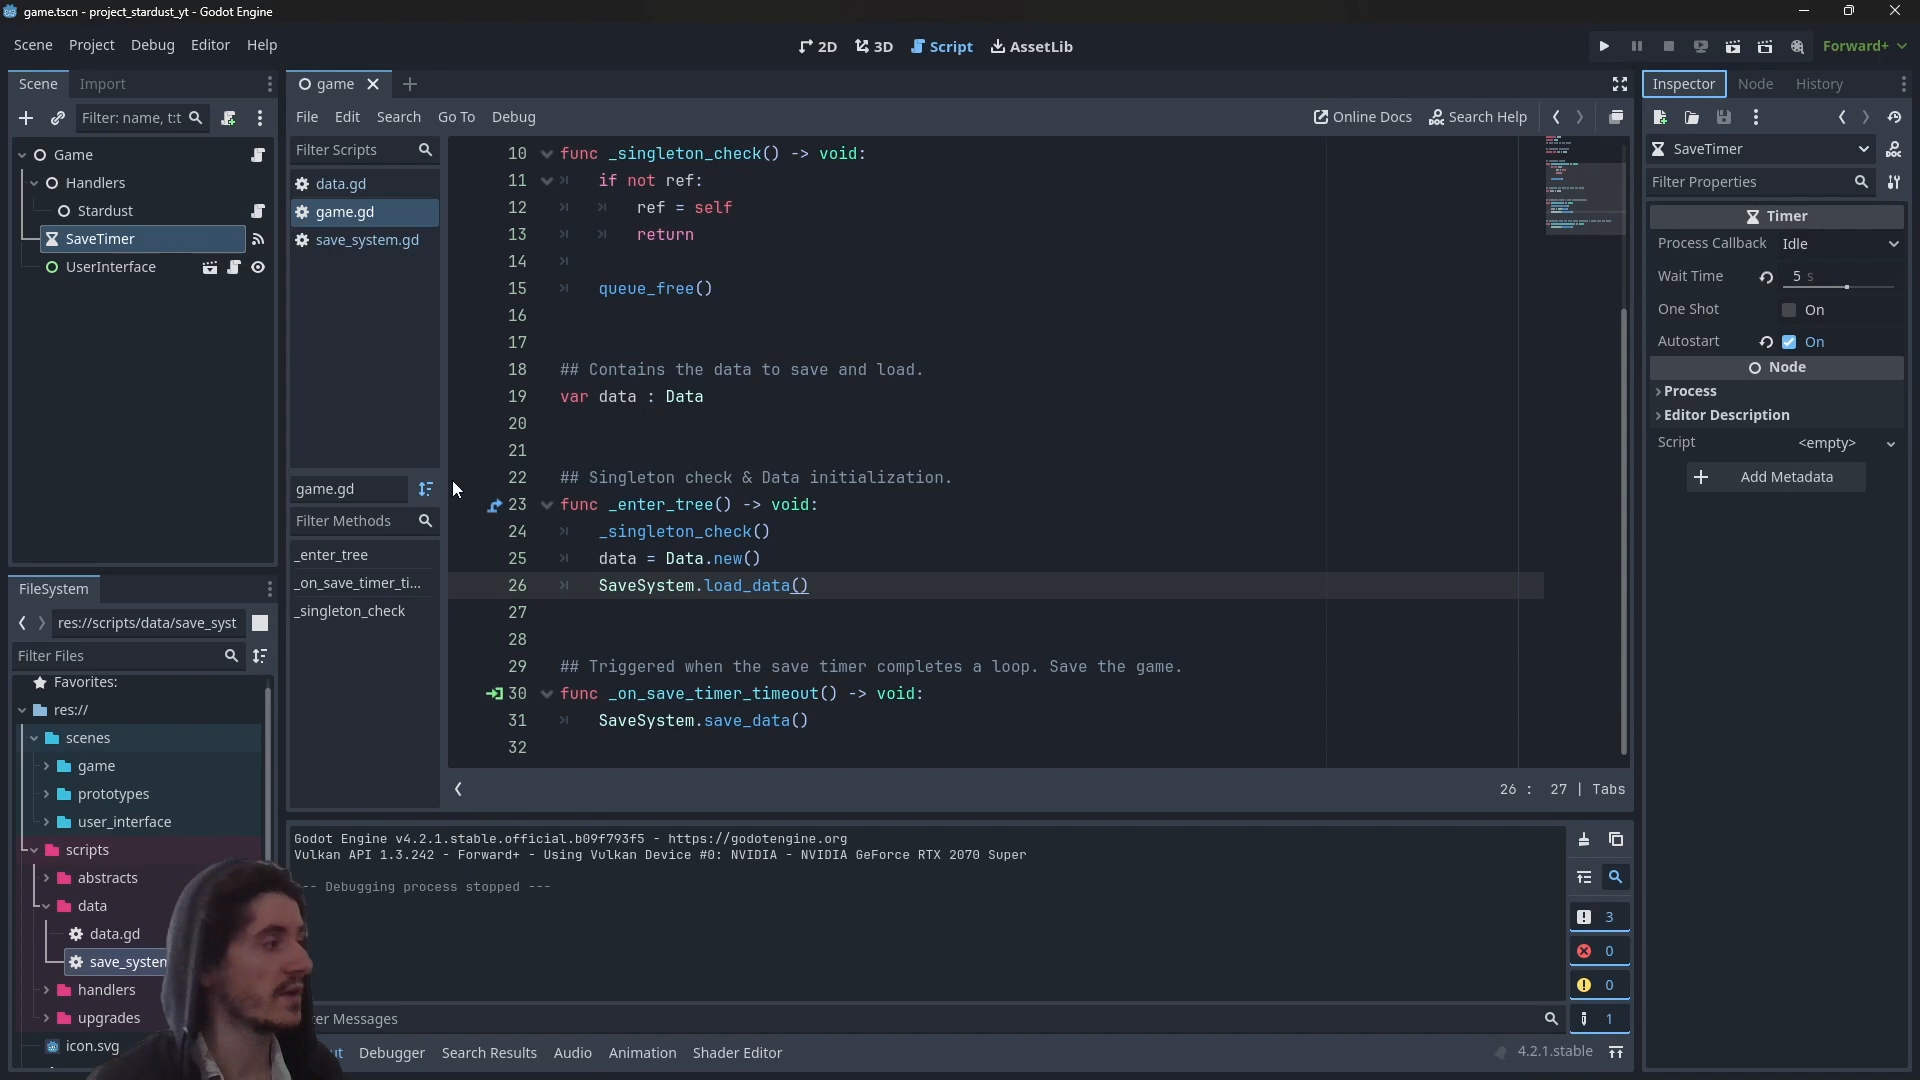 game.tscn - project_stardust_yt - Godot Engine
Scene Project Debug Editor Help
2D 3D Script AssetLib
Forward+
Scene Import
Filter: name, t:t
Game
Handlers
Stardust
SaveTimer
UserInterface
FileSystem
res://scripts/data/save_syst
Filter Files
Favorites:
res://
scenes
game
prototypes
user_interface
scripts
abstracts
data
data.gd
save_system
handlers
upgrades
icon.svg
game
File Edit Search Go To Debug
Online Docs Search Help
Filter Scripts
data.gd
game.gd
save_system.gd
game.gd
Filter Methods
_enter_tree
_on_save_timer_ti...
_singleton_check
10 func _singleton_check() -> void:
11 if not ref:
12 ref = self
13 return
14
15 queue_free()
16
17
18 ## Contains the data to save and load.
19 var data : Data
20
21
22 ## Singleton check & Data initialization.
23 func _enter_tree() -> void:
24 _singleton_check()
25 data = Data.new()
26 SaveSystem.load_data()
27
28
29 ## Triggered when the save timer completes a loop. Save the game.
30 func _on_save_timer_timeout() -> void:
31 SaveSystem.save_data()
32
26 : 27 | Tabs
Godot Engine v4.2.1.stable.official.b09f793f5 - https://godotengine.org
Vulkan API 1.3.242 - Forward+ - Using Vulkan Device #0: NVIDIA - NVIDIA GeForce RTX 2070 Super
-- Debugging process stopped ---
3
0
0
1
Messages
Debugger Search Results Audio Animation Shader Editor
4.2.1.stable
Inspector Node History
SaveTimer
Filter Properties
Timer
Process Callback Idle
Wait Time 5 s
One Shot On
Autostart On
Node
Process
Editor Description
Script <empty>
Add Metadata